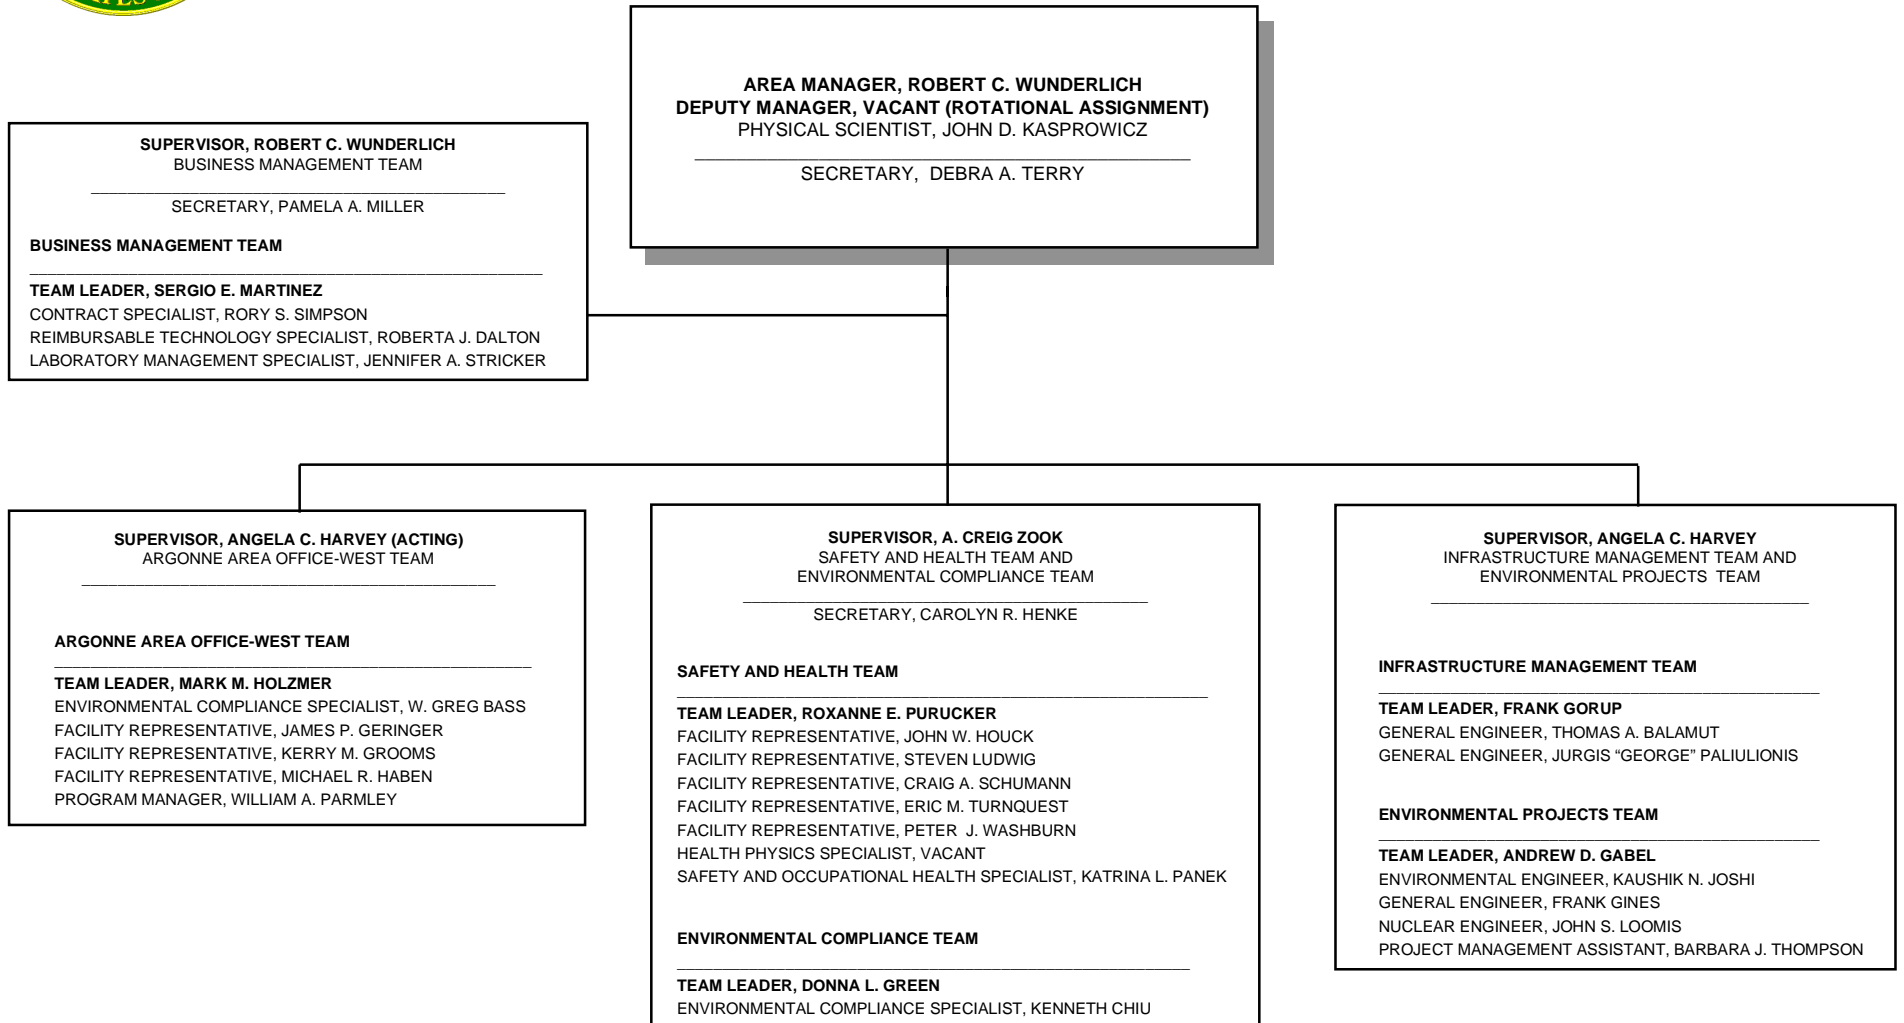 AREA MANAGER, ROBERT C. WUNDERLICH
DEPUTY MANAGER, VACANT (ROTATIONAL ASSIGNMENT)
PHYSICAL SCIENTIST, JOHN D. KASPROWICZ
SECRETARY, DEBRA A. TERRY
SUPERVISOR, ROBERT C. WUNDERLICH
BUSINESS MANAGEMENT TEAM
SECRETARY, PAMELA A. MILLER
BUSINESS MANAGEMENT TEAM
TEAM LEADER, SERGIO E. MARTINEZ
CONTRACT SPECIALIST, RORY S. SIMPSON
REIMBURSABLE TECHNOLOGY SPECIALIST, ROBERTA J. DALTON
LABORATORY MANAGEMENT SPECIALIST, JENNIFER A. STRICKER
SUPERVISOR, ANGELA C. HARVEY (ACTING)
ARGONNE AREA OFFICE-WEST TEAM
ARGONNE AREA OFFICE-WEST TEAM
TEAM LEADER, MARK M. HOLZMER
ENVIRONMENTAL COMPLIANCE SPECIALIST, W. GREG BASS
FACILITY REPRESENTATIVE, JAMES P. GERINGER
FACILITY REPRESENTATIVE, KERRY M. GROOMS
FACILITY REPRESENTATIVE, MICHAEL R. HABEN
PROGRAM MANAGER, WILLIAM A. PARMLEY
SUPERVISOR, A. CREIG ZOOK
SAFETY AND HEALTH TEAM AND
ENVIRONMENTAL COMPLIANCE TEAM
SECRETARY, CAROLYN R. HENKE
SAFETY AND HEALTH TEAM
TEAM LEADER, ROXANNE E. PURUCKER
FACILITY REPRESENTATIVE, JOHN W. HOUCK
FACILITY REPRESENTATIVE, STEVEN LUDWIG
FACILITY REPRESENTATIVE, CRAIG A. SCHUMANN
FACILITY REPRESENTATIVE, ERIC M. TURNQUEST
FACILITY REPRESENTATIVE, PETER J. WASHBURN
HEALTH PHYSICS SPECIALIST, VACANT
SAFETY AND OCCUPATIONAL HEALTH SPECIALIST, KATRINA L. PANEK
ENVIRONMENTAL COMPLIANCE TEAM
TEAM LEADER, DONNA L. GREEN
ENVIRONMENTAL COMPLIANCE SPECIALIST, KENNETH CHIU
SUPERVISOR, ANGELA C. HARVEY
INFRASTRUCTURE MANAGEMENT TEAM AND
ENVIRONMENTAL PROJECTS TEAM
INFRASTRUCTURE MANAGEMENT TEAM
TEAM LEADER, FRANK GORUP
GENERAL ENGINEER, THOMAS A. BALAMUT
GENERAL ENGINEER, JURGIS “GEORGE” PALIULIONIS
ENVIRONMENTAL PROJECTS TEAM
TEAM LEADER, ANDREW D. GABEL
ENVIRONMENTAL ENGINEER, KAUSHIK N. JOSHI
GENERAL ENGINEER, FRANK GINES
NUCLEAR ENGINEER, JOHN S. LOOMIS
PROJECT MANAGEMENT ASSISTANT, BARBARA J. THOMPSON